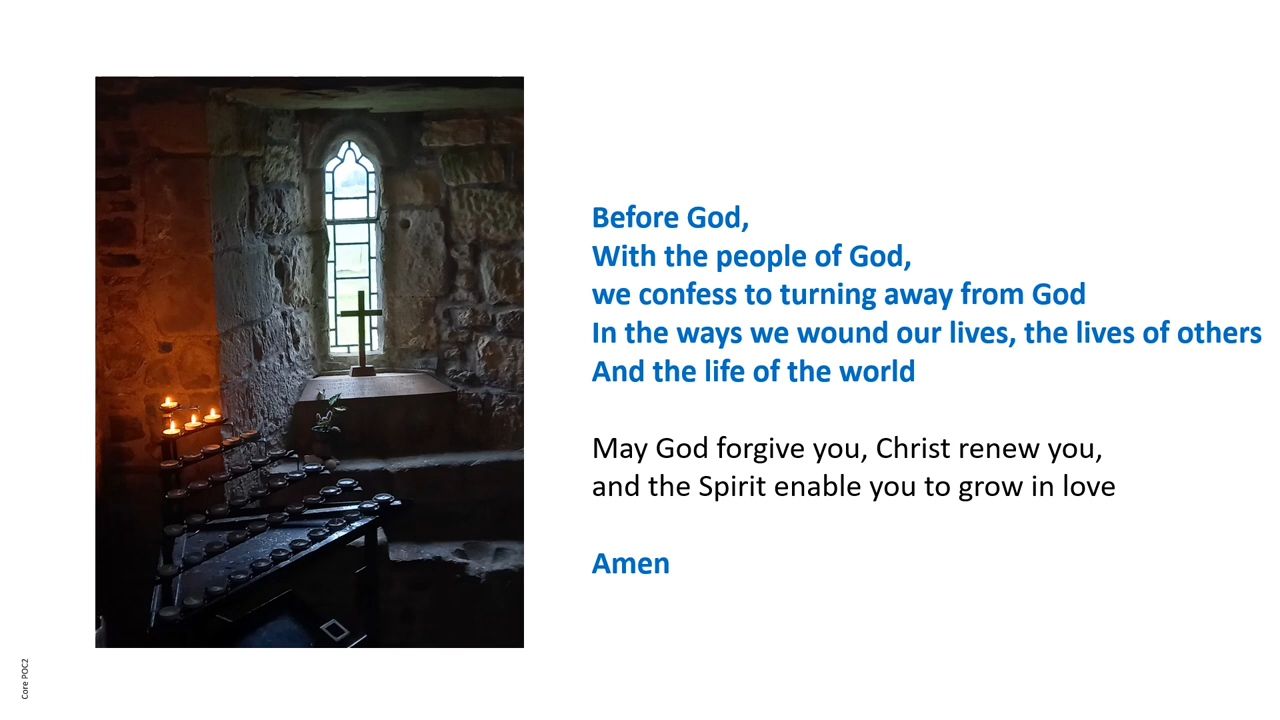 Before God,
With the people of God,
we confess to turning away from God
In the ways we wound our lives, the lives of others
And the life of the world
May God forgive you, Christ renew you,
and the Spirit enable you to grow in love
Amen
Core POC2